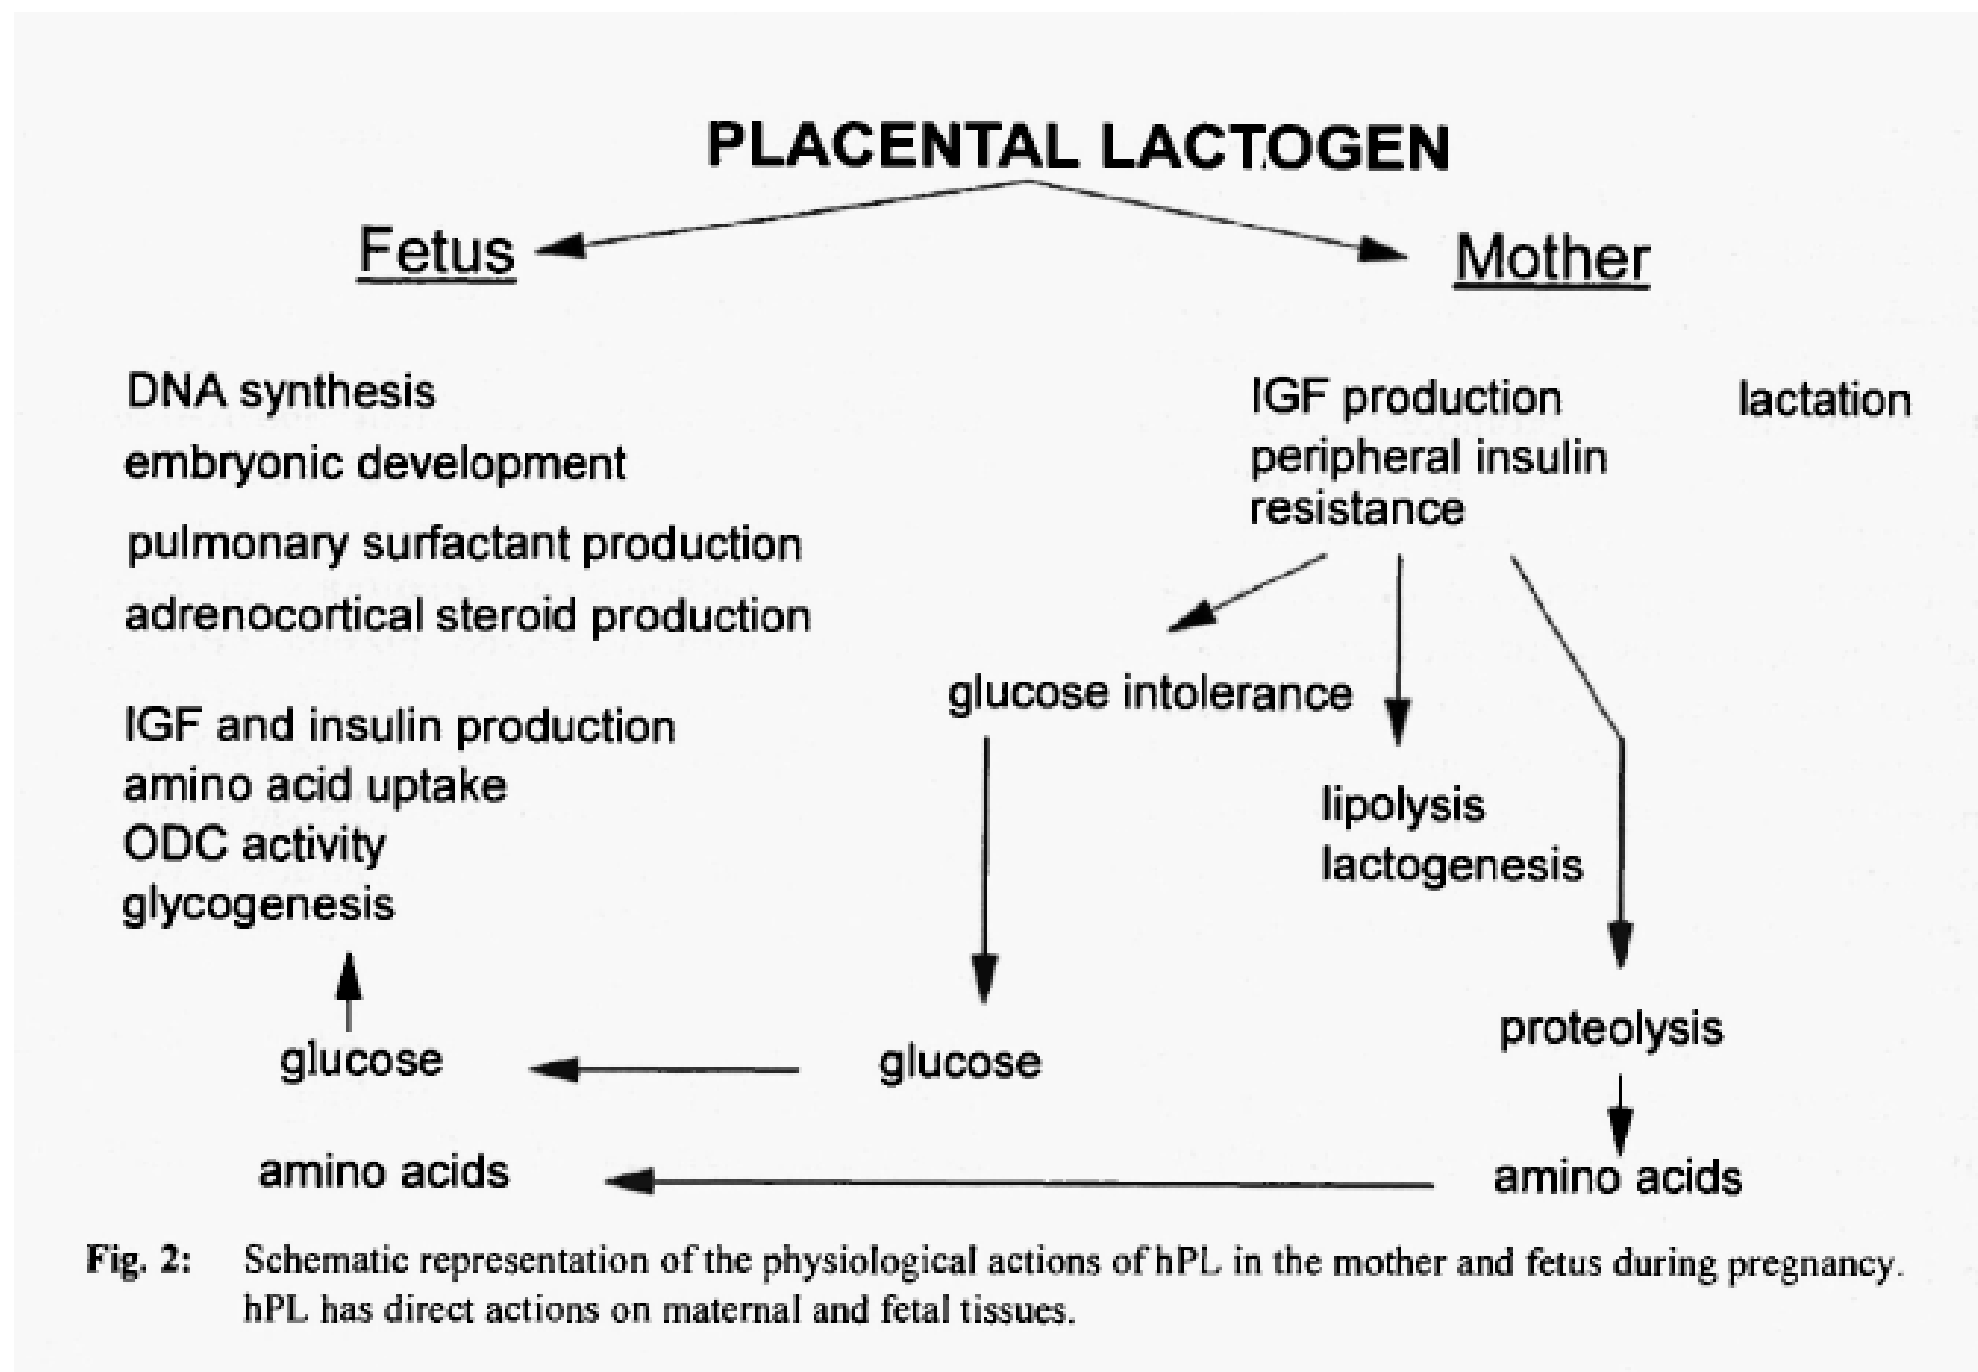 PLACENTAL LACTOGEN
Fetus
Mother
DNA synthesis
embryonic development
pulmonary surfactant production
adrenocortical steroid production
IGF and insulin production
amino acid uptake
ODC activity
glycogenesis
glucose
amino acids
IGF production
peripheral insulin
resistance
lactation
glucose intolerance
glucose
lipolysis
lactogenesis
proteolysis
amino acids
Fig. 2: Schematic representation of the physiological actions of hPL in the mother and fetus during pregnancy.
hPL has direct actions on maternal and fetal tissues.